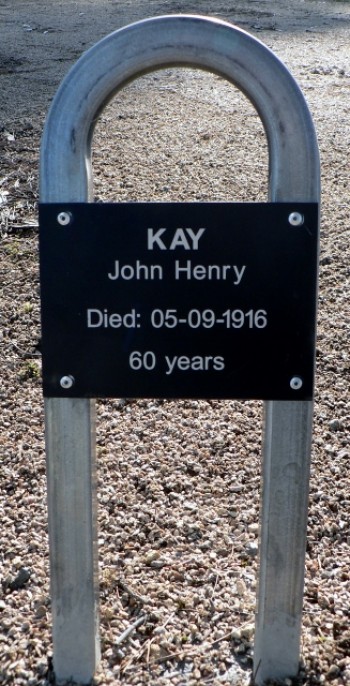 KAY
John Henry
Died: 05-09-1916
60 years